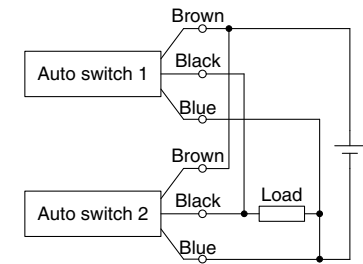 Brown
Auto switch 1
Black
Blue
Brown
Auto switch 2
Black
Load
Blue